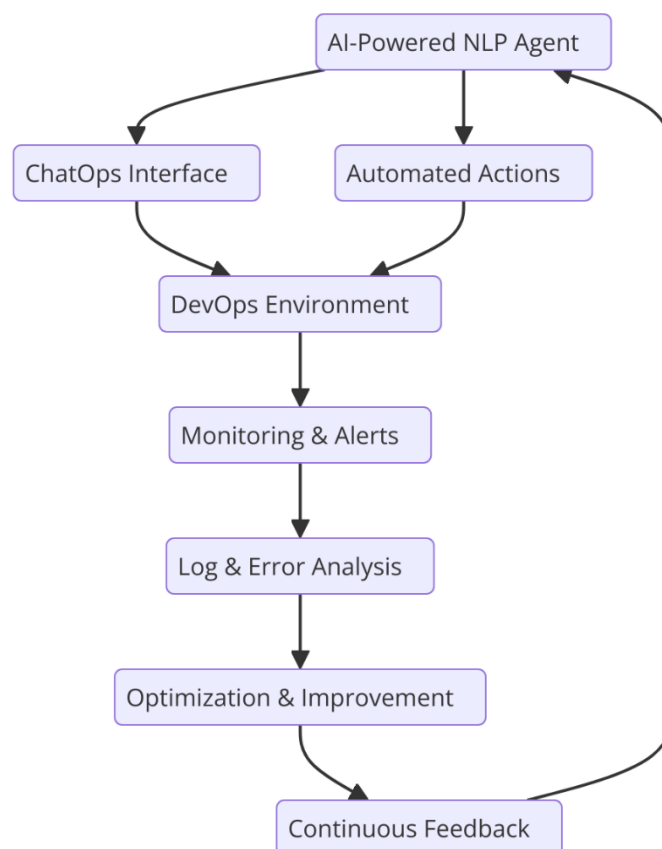 AI-Powered NLP Agent
ChatOps Interface
Automated Actions
DevOps Environment
Monitoring & Alerts
Log & Error Analysis
Optimization & Improvement
Continuous Feedback